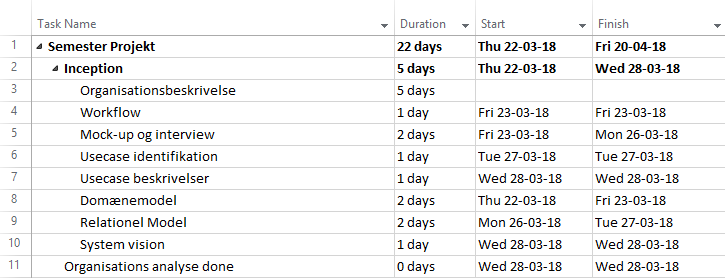 Task Name Duration Start Finish
1 Semester Projekt 22 days Thu 22-03-18 Fri 20-04-18
2 Inception 5 days Thu 22-03-18 Wed 28-03-18
3 Organisationsbeskrivelse 5 days
4 Workflow 1 day Fri 23-03-18 Fri 23-03-18
5 Mock-up og interview 2 days Fri 23-03-18 Mon 26-03-18
6 Usecase identifikation 1 day Tue 27-03-18 Tue 27-03-18
7 Usecase beskrivelser 1 day Wed 28-03-18 Wed 28-03-18
8 Domænemodel 2 days Thu 22-03-18 Fri 23-03-18
9 Relationel Model 2 days Mon 26-03-18 Tue 27-03-18
10 System vision 1 day Wed 28-03-18 Wed 28-03-18
11 Organisations analyse done 0 days Wed 28-03-18 Wed 28-03-18